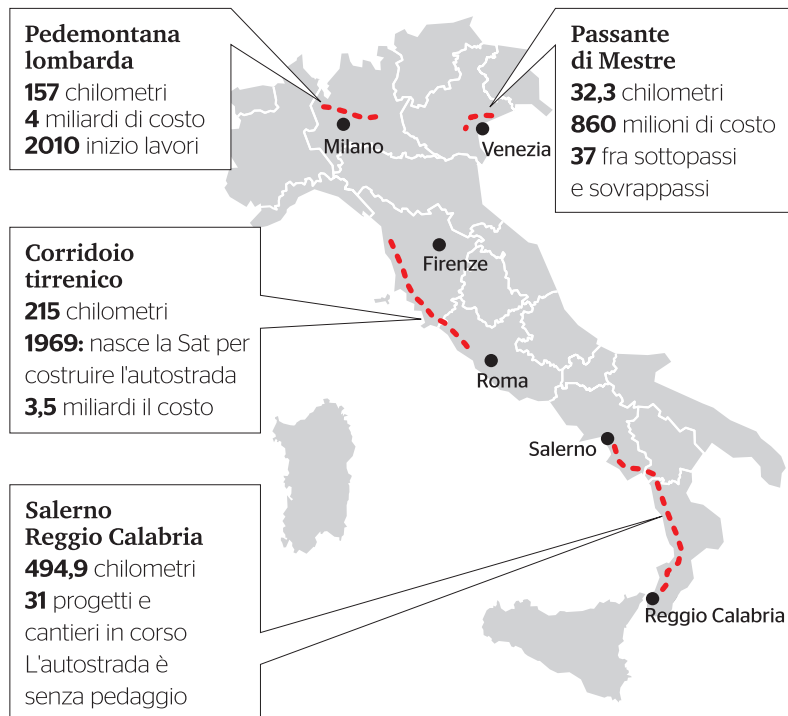 Pedemontana
lombarda
157 chilometri
4 miliardi di costo
2010 inizio lavori
Passante
di Mestre
32,3 chilometri
860 milioni di costo
37 fra sottopassi
e sovrappassi
Milano
Venezia
Corridoio
tirrenico
215 chilometri
1969: nasce la Sat per
costruire l'autostrada
3,5 miliardi il costo
Firenze
Roma
Salerno
Salerno
Reggio Calabria
494,9 chilometri
31 progetti e
cantieri in corso
L'autostrada è
senza pedaggio
Reggio Calabria